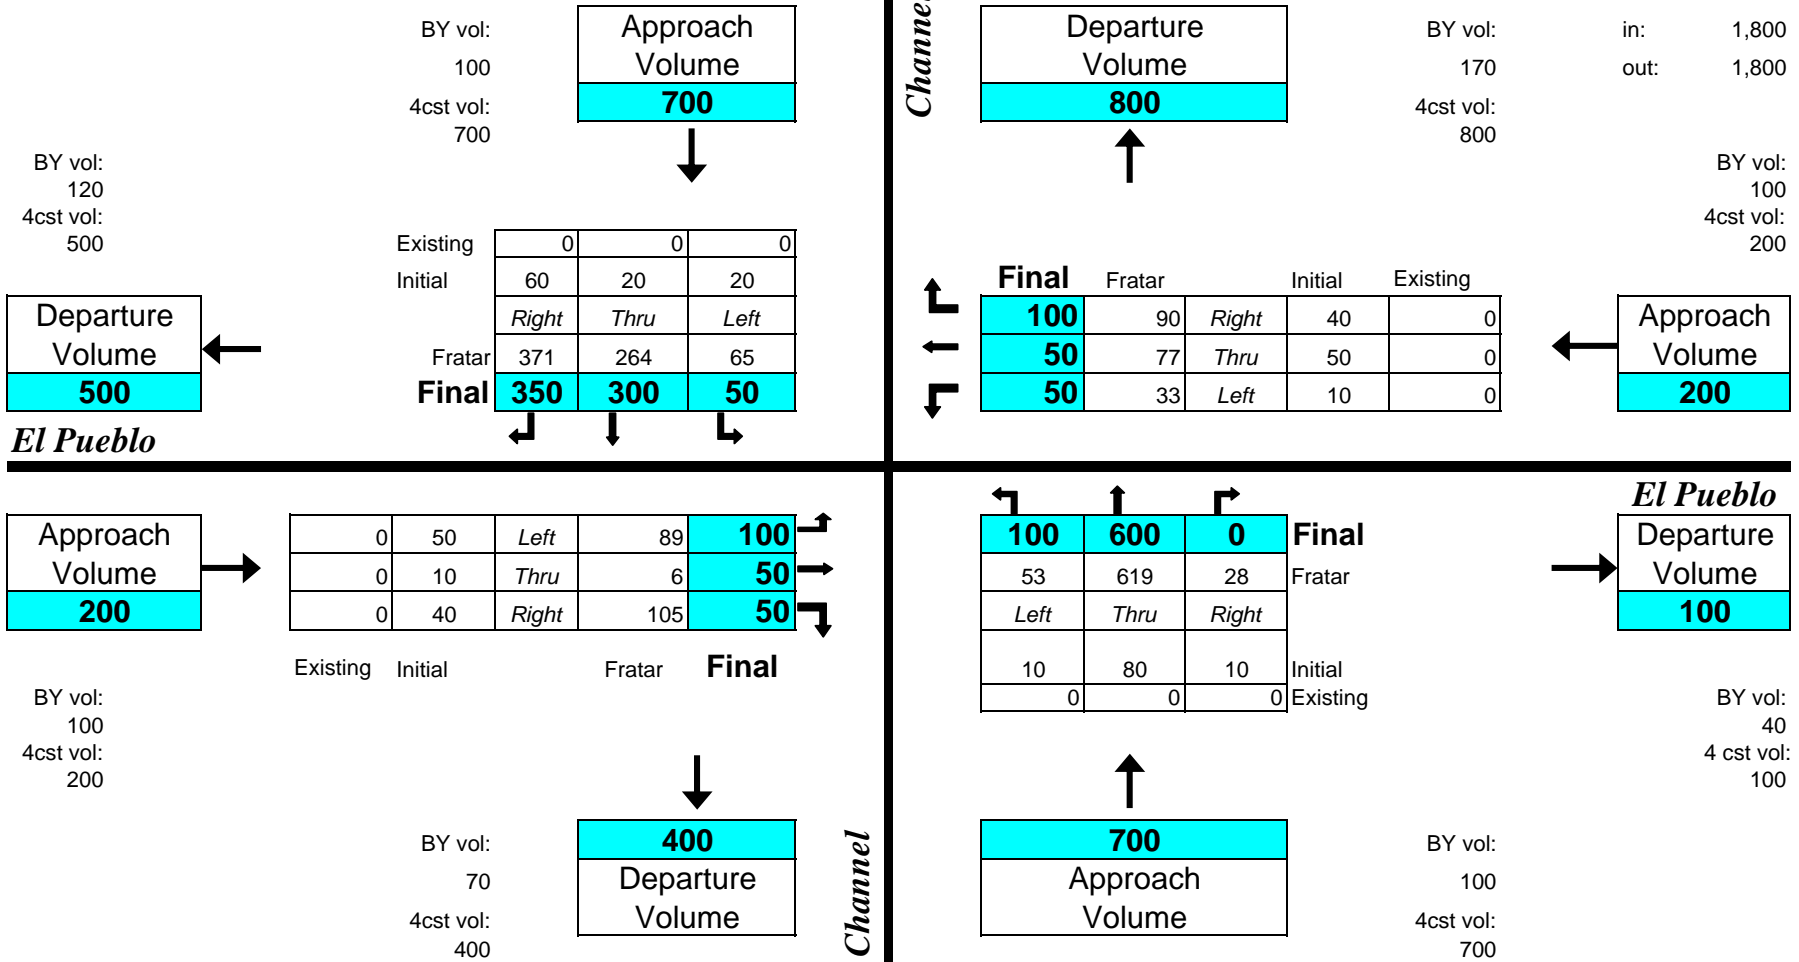 BY vol:
100
4cst vol:
700
Approach
Volume
700
Channel
Departure
Volume
800
BY vol:
170
4cst vol:
800
in: 1,800
out: 1,800
BY vol:
120
4cst vol:
500
BY vol:
100
4cst vol:
200
Existing 0 0 0
Initial 60 20 20
Right Thru Left
Fratar 371 264 65
Final 350 300 50
Departure
Volume
500
El Pueblo
Final Fratar Initial Existing
100 90 Right 40 0
50 77 Thru 50 0
50 33 Left 10 0
Approach
Volume
200
Approach
Volume
200
0 50 Left 89 100
0 10 Thru 6 50
0 40 Right 105 50
Existing Initial Fratar Final
BY vol:
100
4cst vol:
200
100 600 0 Final
53 619 28 Fratar
Left Thru Right
10 80 10 Initial
0 0 0 Existing
El Pueblo
Departure
Volume
100
BY vol:
40
4 cst vol:
100
BY vol:
70
4cst vol:
400
400
Departure
Volume
Channel
700
Approach
Volume
BY vol:
100
4cst vol:
700